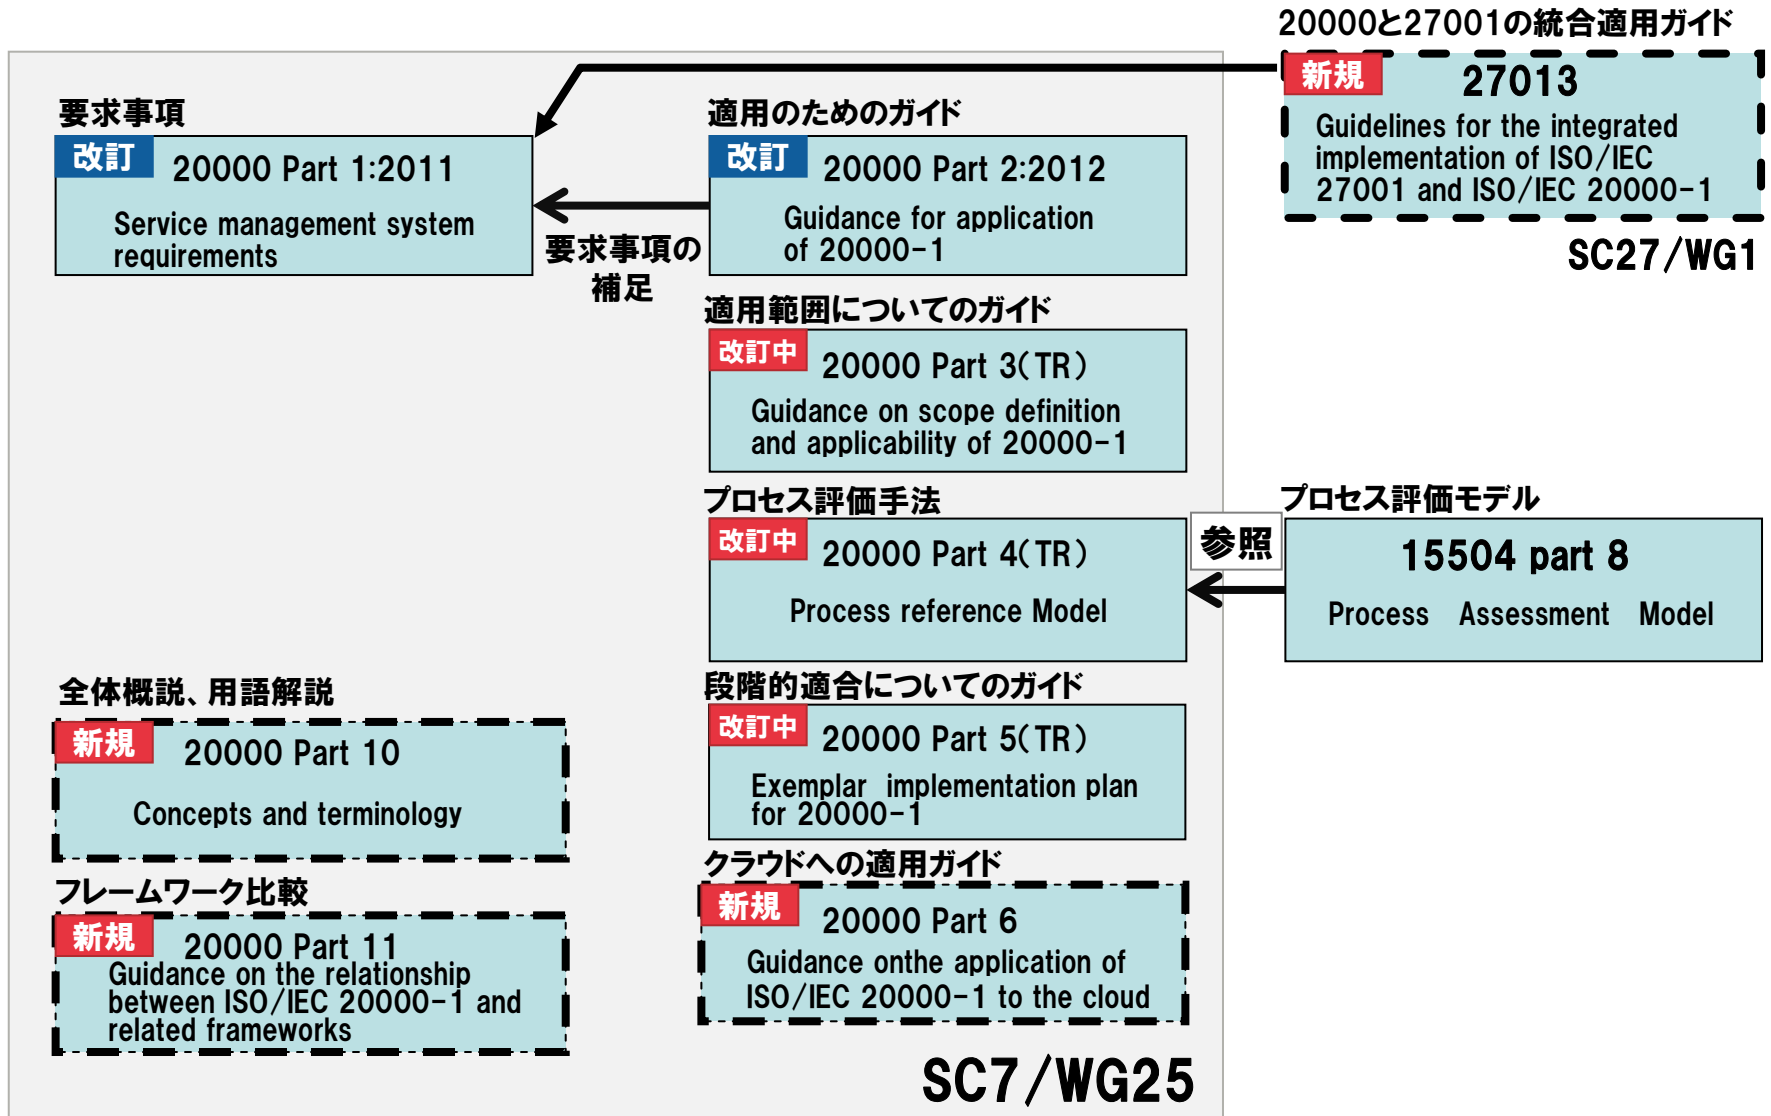 20000と27001の統合適用ガイド
新規
27013
Guidelines for the integrated
implementation of ISO/IEC
27001 and ISO/IEC 20000-1
SC27/WG1
要求事項
改訂
20000 Part 1:2011
Service management system
requirements
適用のためのガイド
改訂
20000 Part 2:2012
Guidance for application
of 20000-1
要求事項の
補足
適用範囲についてのガイド
改訂中
20000 Part 3(TR)
Guidance on scope definition
and applicability of 20000-1
プロセス評価手法
改訂中
20000 Part 4(TR)
Process reference Model
参照
プロセス評価モデル
15504 part 8
Process Assessment Model
全体概説、用語解説
新規
20000 Part 10
Concepts and terminology
段階的適合についてのガイド
改訂中
20000 Part 5(TR)
Exemplar implementation plan
for 20000-1
フレームワーク比較
新規
20000 Part 11
Guidance on the relationship
between ISO/IEC 20000-1 and
related frameworks
クラウドへの適用ガイド
新規
20000 Part 6
Guidance onthe application of
ISO/IEC 20000-1 to the cloud
SC7/WG25